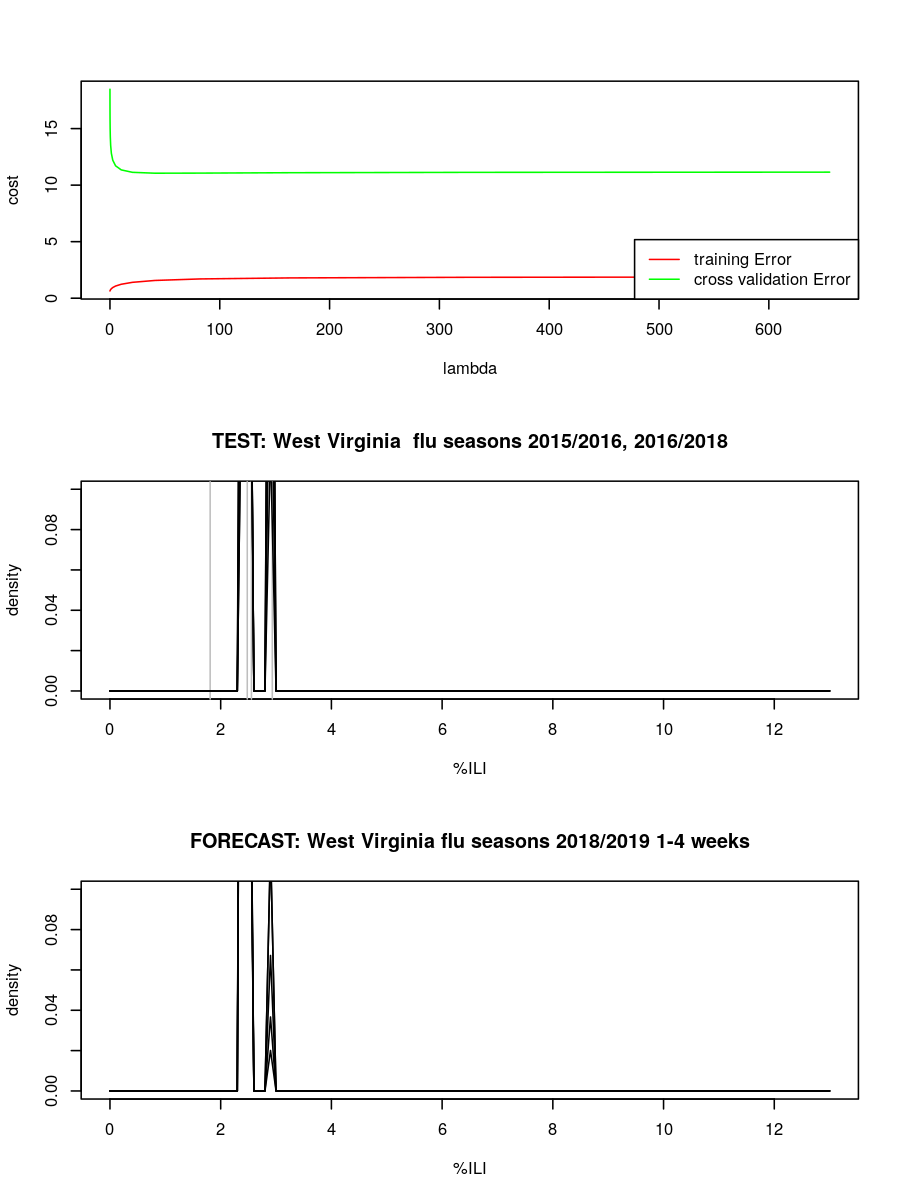 cost
15
10
5
0
training Error
cross validation Error
0 100 200 300 400 500 600
lambda
TEST: West Virginia  flu seasons 2015/2016, 2016/2018
density
0.08
0.04
0.00
0 2 4 6 8 10 12
%ILI
FORECAST: West Virginia flu seasons 2018/2019 1-4 weeks
density
0.08
0.04
0.00
0 2 4 6 8 10 12
%ILI